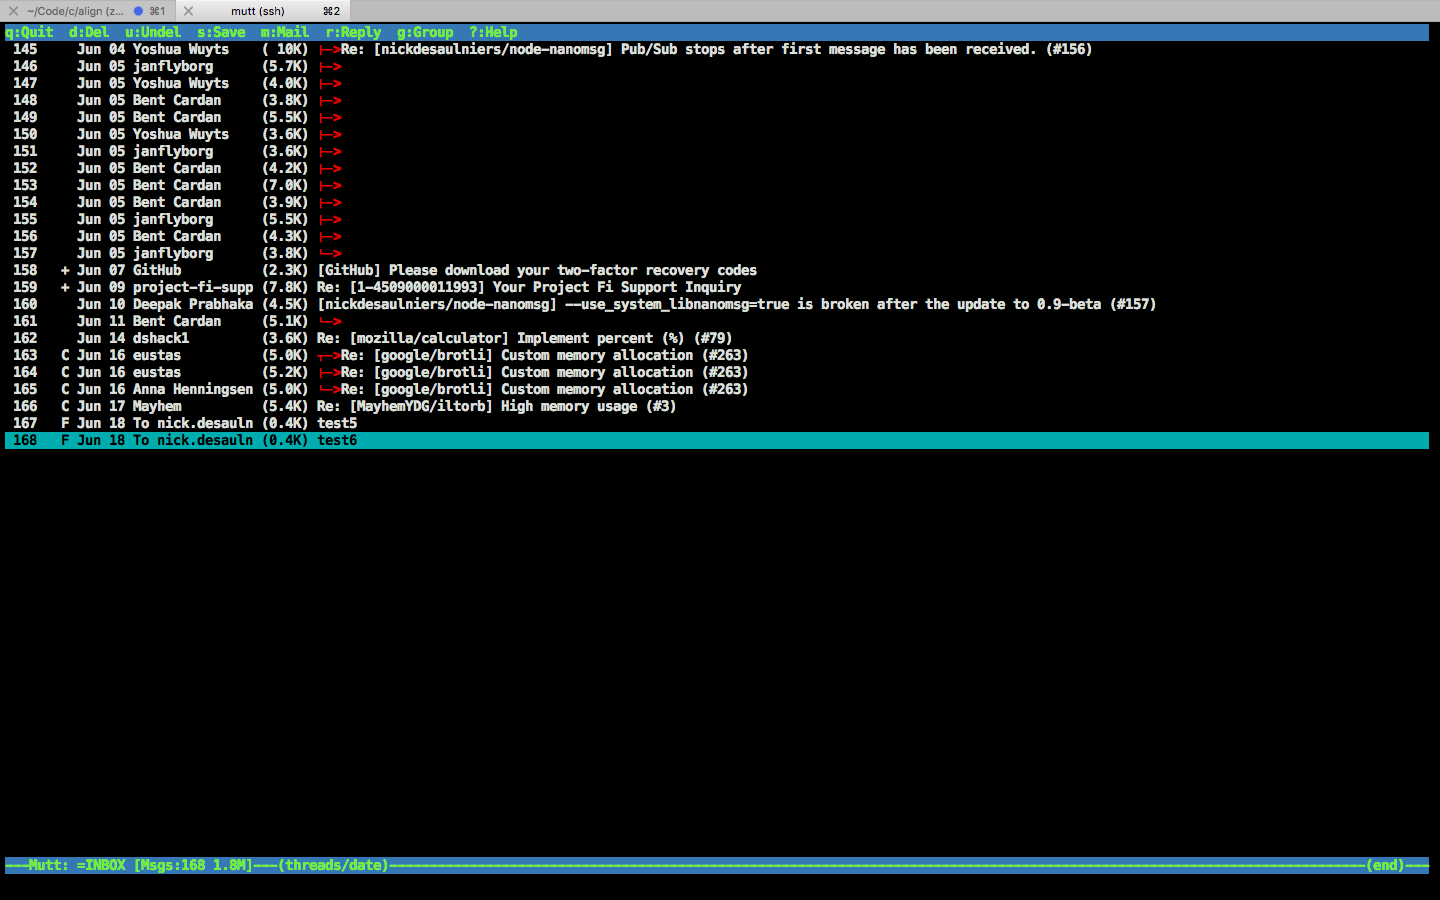 ~/Code/c/align (z... ⌘1 mutt (ssh) ⌘2
q:Quit  d:Del  u:Undel  s:Save  m:Mail  r:Reply  g:Group  ?:Help
145     Jun 04 Yoshua Wuyts    ( 10K) ├─>Re: [nickdesaulniers/node-nanomsg] Pub/Sub stops after first message has been received. (#156)
146     Jun 05 janflyborg      (5.7K) ├─>
147     Jun 05 Yoshua Wuyts    (4.0K) ├─>
148     Jun 05 Bent Cardan     (3.8K) ├─>
149     Jun 05 Bent Cardan     (5.5K) ├─>
150     Jun 05 Yoshua Wuyts    (3.6K) ├─>
151     Jun 05 janflyborg      (3.6K) ├─>
152     Jun 05 Bent Cardan     (4.2K) ├─>
153     Jun 05 Bent Cardan     (7.0K) ├─>
154     Jun 05 Bent Cardan     (3.9K) ├─>
155     Jun 05 janflyborg      (5.5K) ├─>
156     Jun 05 Bent Cardan     (4.3K) ├─>
157     Jun 05 janflyborg      (3.8K) └─>
158   + Jun 07 GitHub          (2.3K) [GitHub] Please download your two-factor recovery codes
159   + Jun 09 project-fi-supp (7.8K) Re: [1-4509000011993] Your Project Fi Support Inquiry
160     Jun 10 Deepak Prabhaka (4.5K) [nickdesaulniers/node-nanomsg] --use_system_libnanomsg=true is broken after the update to 0.9-beta (#157)
161     Jun 11 Bent Cardan     (5.1K) └─>
162     Jun 14 dshack1         (3.6K) Re: [mozilla/calculator] Implement percent (%) (#79)
163   C Jun 16 eustas          (5.0K) ┬─>Re: [google/brotli] Custom memory allocation (#263)
164   C Jun 16 eustas          (5.2K) ├─>Re: [google/brotli] Custom memory allocation (#263)
165   C Jun 16 Anna Henningsen (5.0K) └─>Re: [google/brotli] Custom memory allocation (#263)
166   C Jun 17 Mayhem          (5.4K) Re: [MayhemYDG/iltorb] High memory usage (#3)
167   F Jun 18 To nick.desauln (0.4K) test5
168   F Jun 18 To nick.desauln (0.4K) test6
---Mutt: =INBOX [Msgs:168 1.8M]---(threads/date)---(end)---